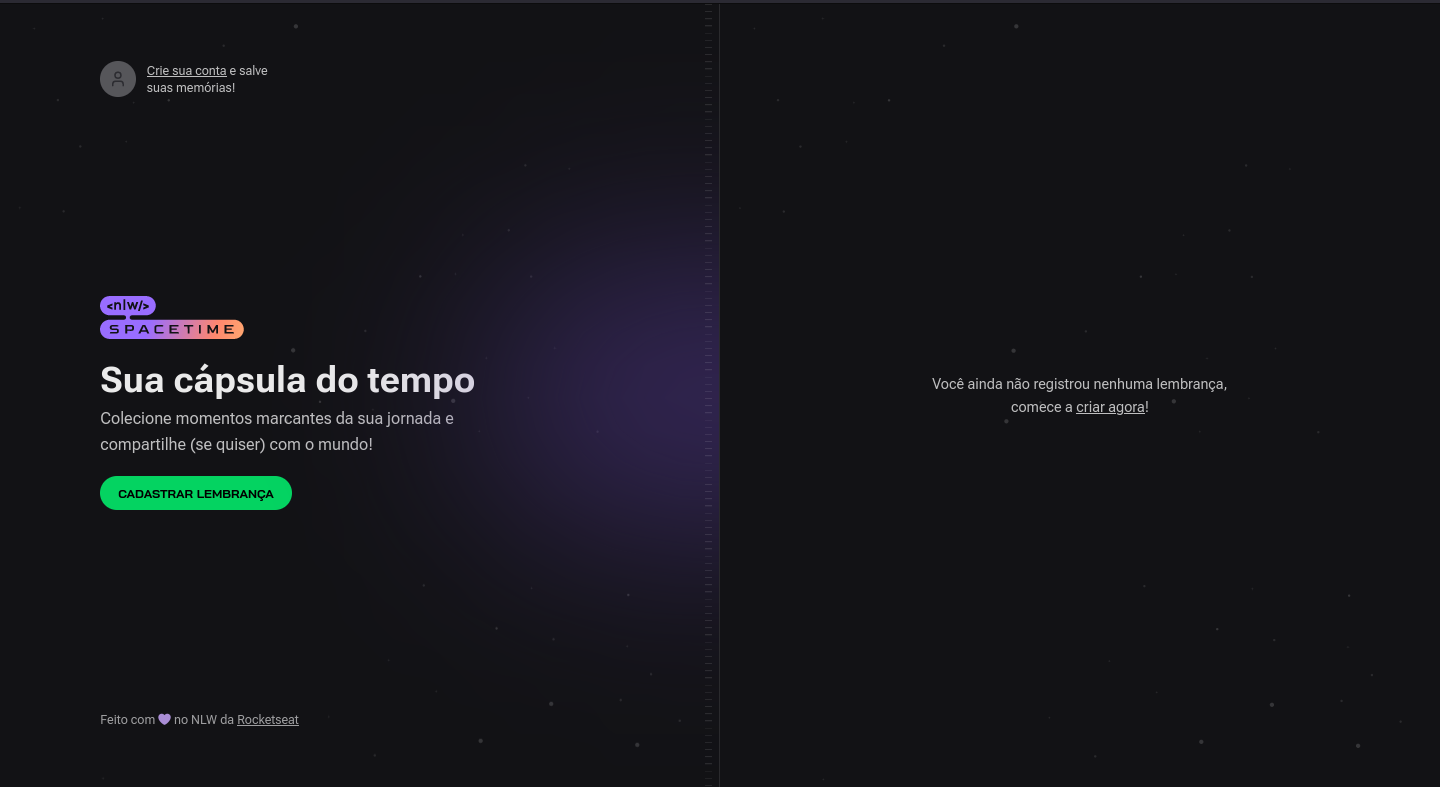 Crie sua conta e salve
suas memórias!
<nlw/>
SPACETIME
Sua cápsula do tempo
Colecione momentos marcantes da sua jornada e
compartilhe (se quiser) com o mundo!
CADASTRAR LEMBRANÇA
Feito com 💜 no NLW da Rocketseat
Você ainda não registrou nenhuma lembrança,
comece a criar agora!